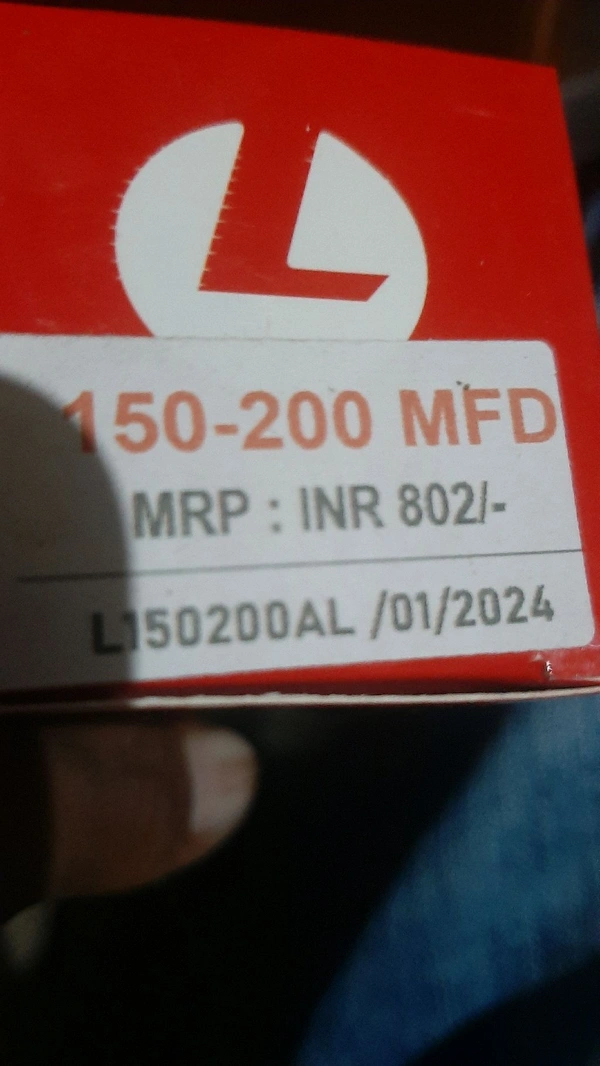 L
150-200 MFD
MRP : INR 802/-
L150200AL /01/2024